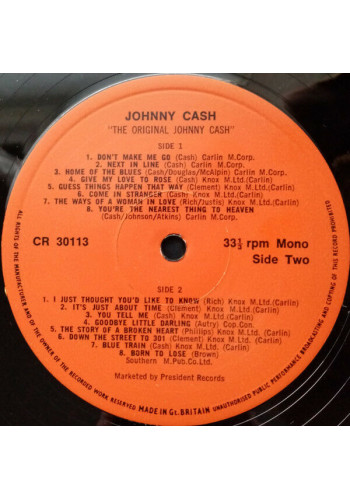 JOHNNY CASH
"THE ORIGINAL JOHNNY CASH"
SIDE 1
1. DON'T MAKE ME GO (Cash) Carlin M.Corp.
2. NEXT IN LINE (Cash) Carlin M.Corp.
3. HOME OF THE BLUES (Cash/Douglas/McAlpin) Carlin M.Corp.
4. GIVE MY LOVE TO ROSE (Cash) Carlin M.Corp.
5. GUESS THINGS HAPPEN THAT WAY (Clement) Knox M.Ltd.(Carlin)
6. COME IN STRANGER (Cash) Knox M.Ltd.(Carlin)
7. THE WAYS OF A WOMAN IN LOVE (Rich/Justis) Knox M.Ltd.(Carlin)
8. YOU'RE THE NEAREST THING TO HEAVEN
(Cash/Johnson/Atkins) Carlin M.Corp.
CR 30113
33⅓ rpm Mono
Side Two
SIDE 2
1. I JUST THOUGHT YOU'D LIKE TO KNOW (Rich) Knox M.Ltd.(Carlin)
2. IT'S JUST ABOUT TIME (Clement) Knox M.Ltd.(Carlin)
3. YOU TELL ME (Cash) Knox M.Ltd.(Carlin)
4. GOODBYE LITTLE DARLING (Autry) Cop.Con.
5. THE STORY OF A BROKEN HEART (Phillips) Knox M.Ltd.(Carlin)
6. DOWN THE STREET TO 301 (Clement) Knox M.Ltd.(Carlin)
7. BLUE TRAIN (Cash) Knox M.Ltd.(Carlin)
8. BORN TO LOSE (Brown)
Southern M.Pub.Co.Ltd.
Marketed by President Records
ALL RIGHTS OF THE MANUFACTURER AND OF THE OWNER OF THE RECORDED WORK RESERVED MADE IN Gt. BRITAIN UNAUTHORISED PUBLIC PERFORMANCE BROADCASTING AND COPYING OF THIS RECORD PROHIBITED